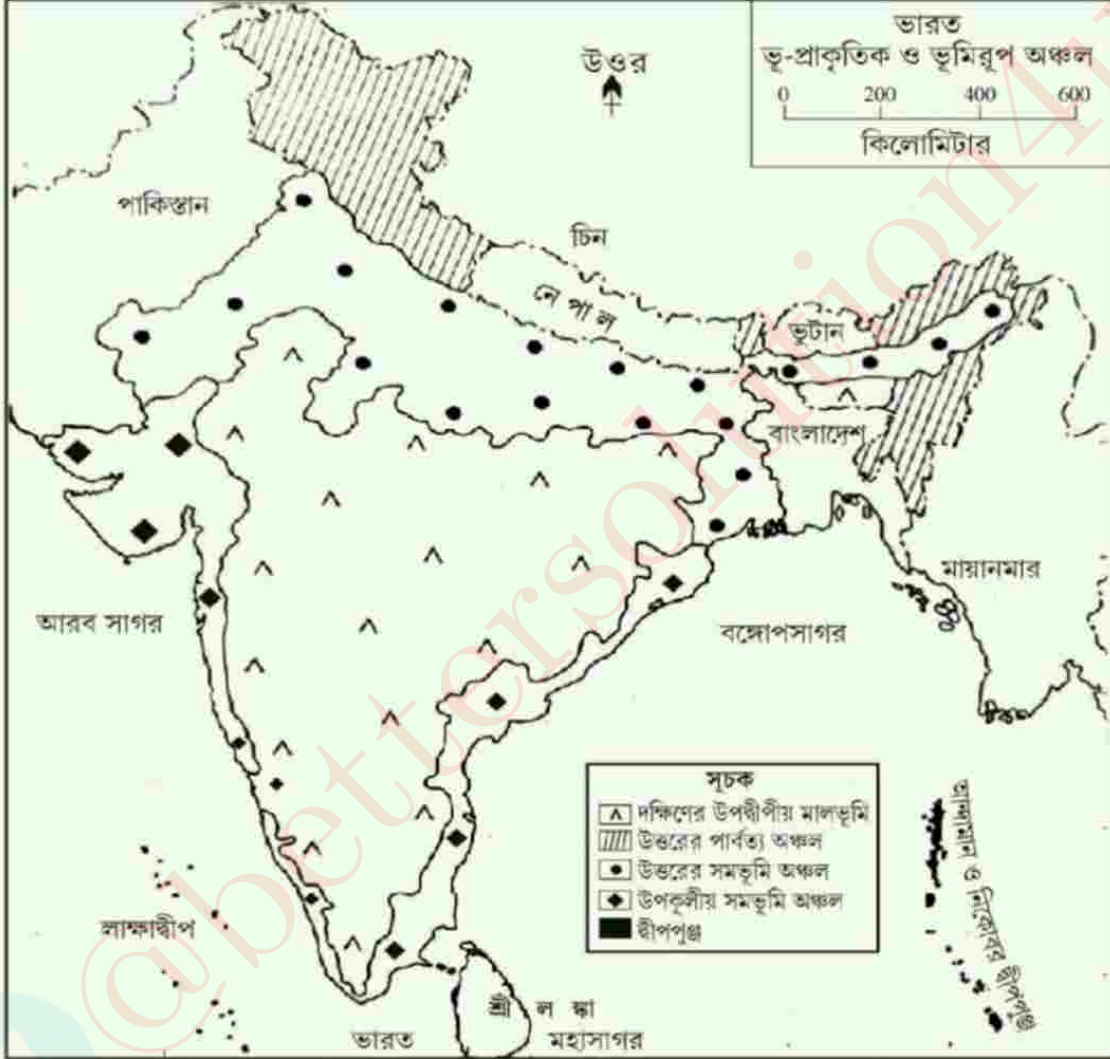 ভারত
ভূ-প্রাকৃতিক ও ভূমিরূপ অঞ্চল
0 200 400 600
কিলোমিটার
উওর
পাকিস্তান
চিন
নেপাল
ভূটান
বাংলাদেশ
মায়ানমার
আরব সাগর
বঙ্গোপসাগর
সূচক
দক্ষিণের উপদ্বীপীয় মালভূমি
উত্তরের পার্বত্য অঞ্চল
উত্তরের সমভূমি অঞ্চল
উপকূলীয় সমভূমি অঞ্চল
দ্বীপপুঞ্জ
লাক্ষাদ্বীপ
আন্দামান ও নিকোবর দ্বীপপুঞ্জ
শ্রী লঙ্কা
ভারত মহাসাগর
@bettersolution4u